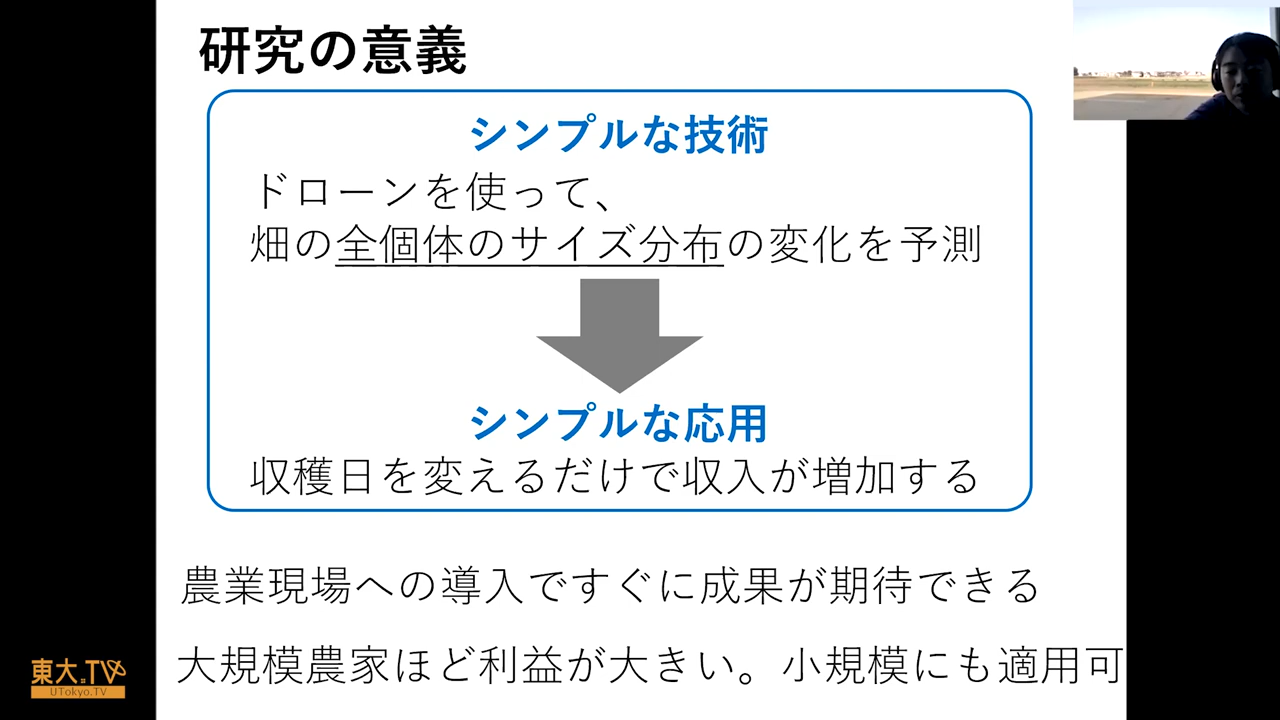 研究の意義
シンプルな技術
ドローンを使って、
畑の全個体のサイズ分布の変化を予測
シンプルな応用
収穫日を変えるだけで収入が増加する
農業現場への導入ですぐに成果が期待できる
大規模農家ほど利益が大きい。小規模にも適用可
東大.TV
UTokyo.TV